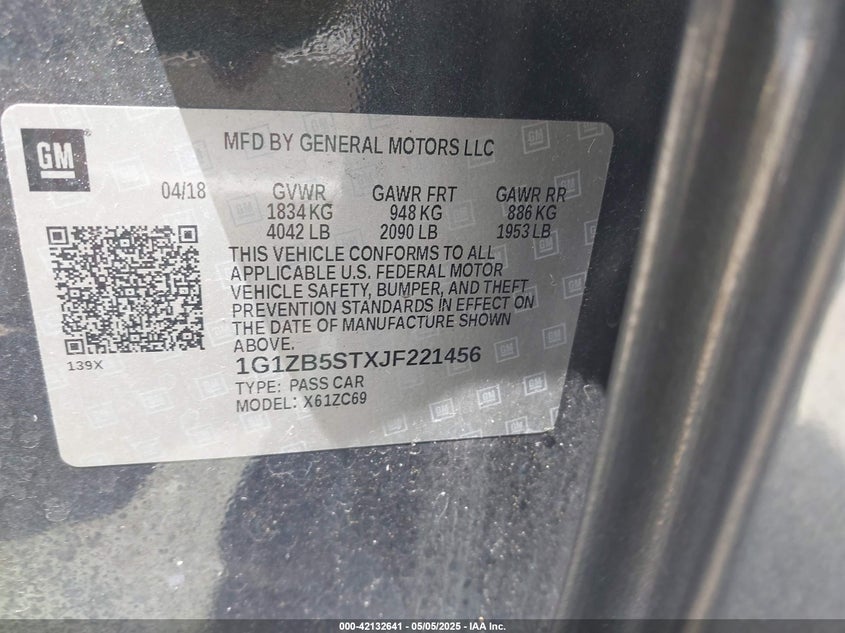 GM
MFD BY GENERAL MOTORS LLC
04/18 GVWR GAWR FRT GAWR RR
1834 KG 948 KG 886 KG
4042 LB 2090 LB 1953 LB
THIS VEHICLE CONFORMS TO ALL
APPLICABLE U.S. FEDERAL MOTOR
VEHICLE SAFETY, BUMPER, AND THEFT
PREVENTION STANDARDS IN EFFECT ON
THE DATE OF MANUFACTURE SHOWN
ABOVE.
139X
1G1ZB5STXJF221456
TYPE: PASS CAR
MODEL: X61ZC69
000-42132641 - 05/05/2025 - IAA Inc.